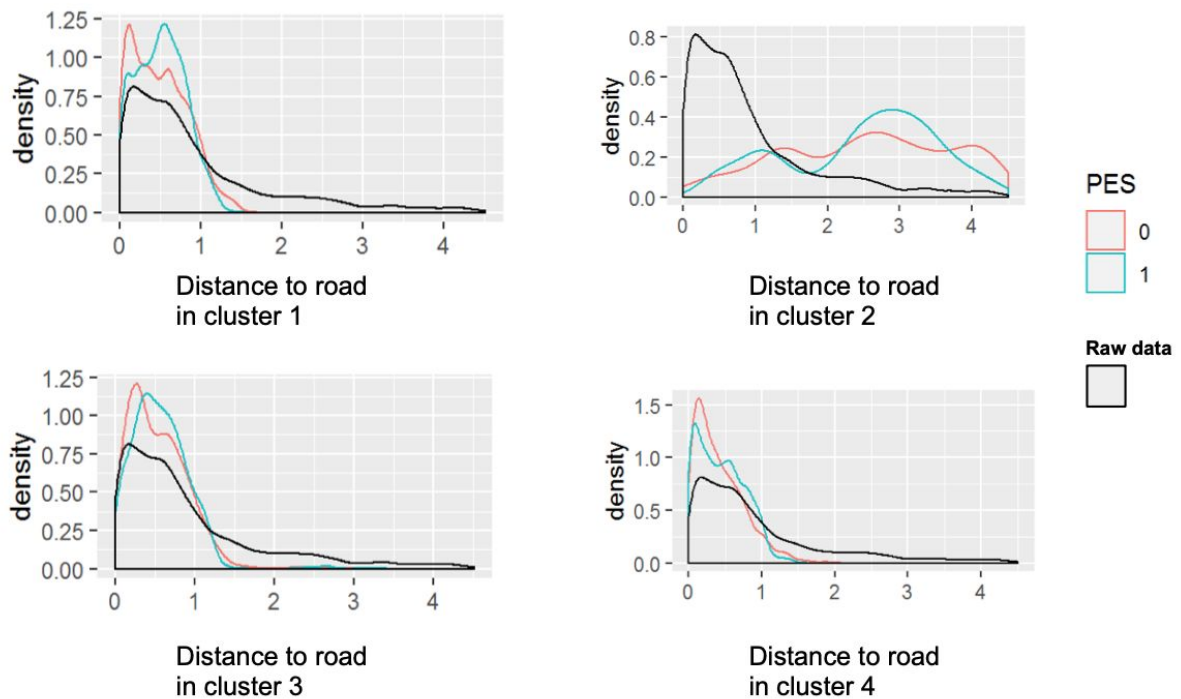 1.25
1.00
0.75
0.50
0.25
0.00
density
0 1 2 3 4
Distance to road
in cluster 1
0.8
0.6
0.4
0.2
0.0
density
0 1 2 3 4
Distance to road
in cluster 2
PES
0
1
Raw data
1.25
1.00
0.75
0.50
0.25
0.00
density
0 1 2 3 4
Distance to road
in cluster 3
1.5
1.0
0.5
0.0
density
0 1 2 3 4
Distance to road
in cluster 4